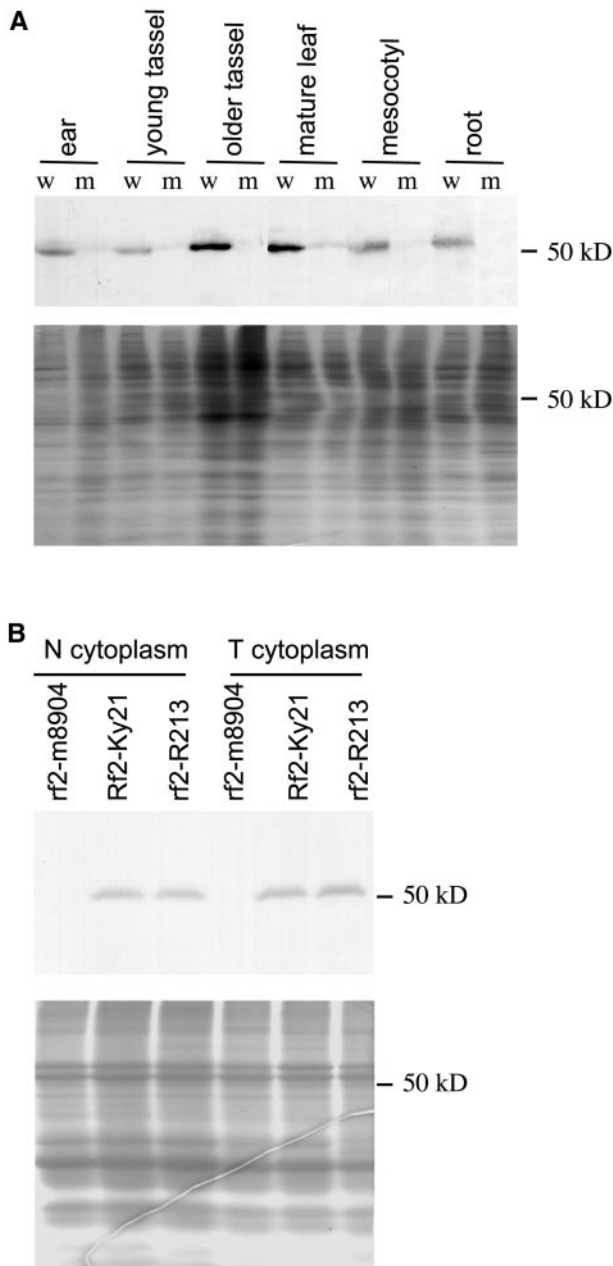 A
ear
young tassel
older tassel
mature leaf
mesocotyl
root
w m w m w m w m w m w m
50 kD
50 kD
B
N cytoplasm T cytoplasm
rf2-m8904
Rf2-Ky21
rf2-R213
rf2-m8904
Rf2-Ky21
rf2-R213
50 kD
50 kD